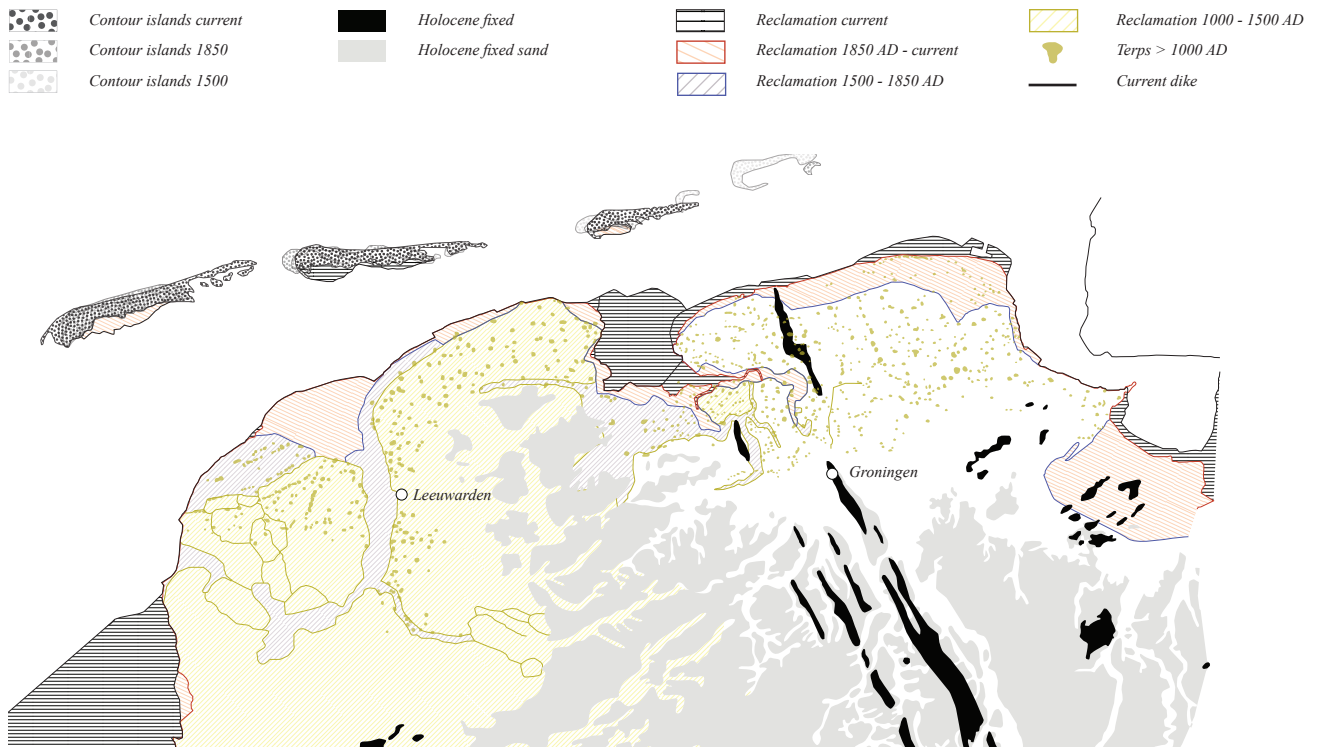 Contour islands current
Contour islands 1850
Contour islands 1500
Holocene fixed
Holocene fixed sand
Reclamation current
Reclamation 1850 AD - current
Reclamation 1500 - 1850 AD
Reclamation 1000 - 1500 AD
Terps > 1000 AD
Current dike
Groningen
Leeuwarden